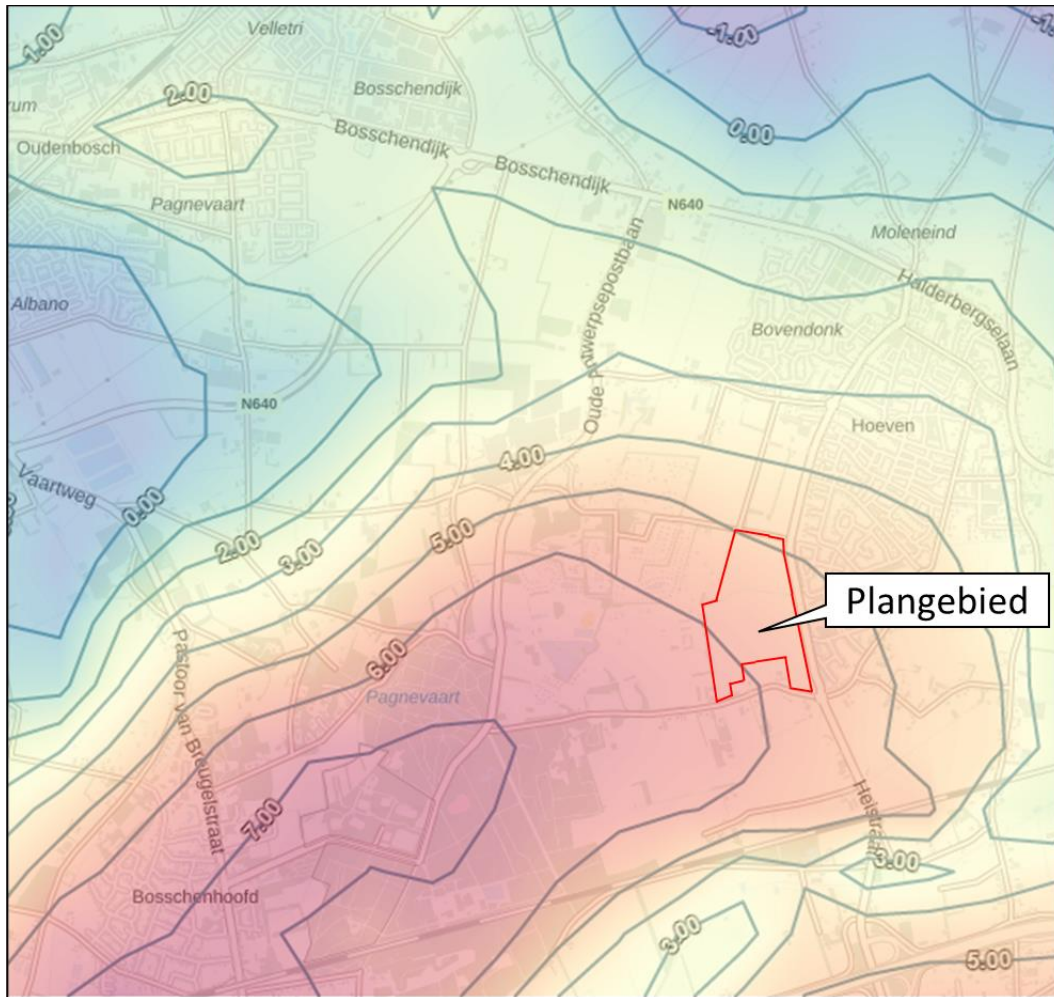 Velletri
1.00
-1.00
-1.
2.00
Bosschendijk
rum
Oudenbosch
Bosschendijk
Bosschendijk
0.00
Pagnevaart
N640
Moleneind
Albano
Oude Antwerpsepostbaan
Halderbergselaan
Bovendonk
N640
Hoeven
4.00
Vaartweg
0.00
5.00
2.00
3.00
Plangebied
6.00
Pastoor van Breugelstraat
Pagnevaart
7.00
3.00
Bosschenhoofd
3.00
5.00